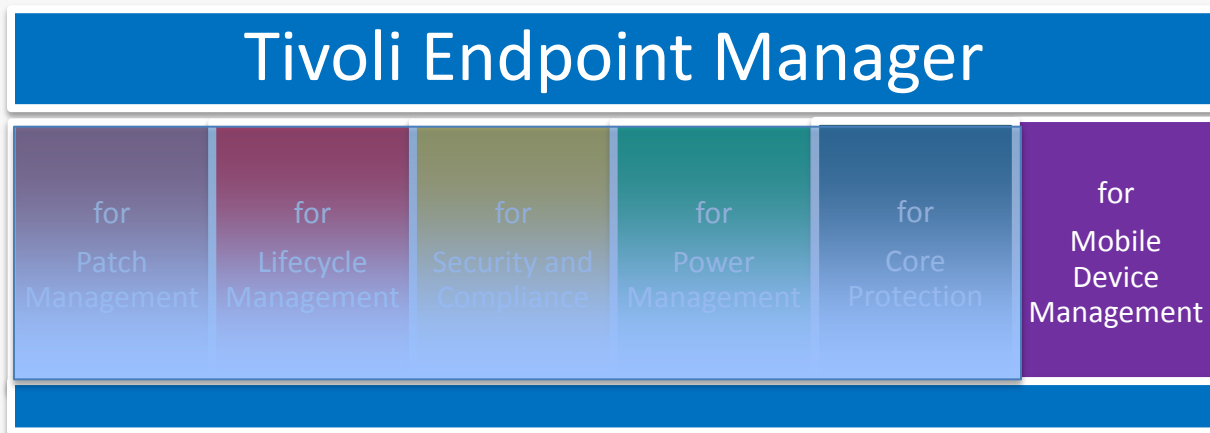 Tivoli Endpoint Manager
for
Patch
Management
for
Lifecycle
Management
for
Security and
Compliance
for
Power
Management
for
Core
Protection
for
Mobile
Device
Management